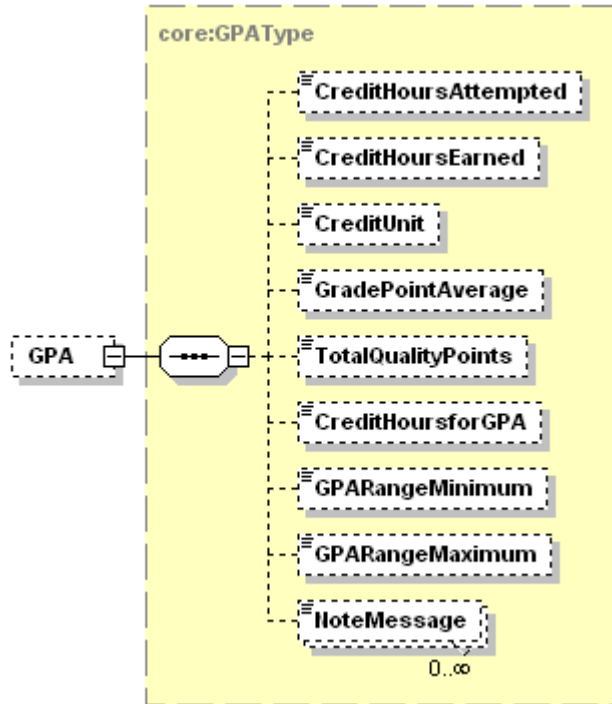 core:GPAType
CreditHoursAttempted
CreditHoursEarned
CreditUnit
GradePointAverage
GPA
TotalQualityPoints
CreditHoursforGPA
GPARangeMinimum
GPARangeMaximum
NoteMessage
0..∞